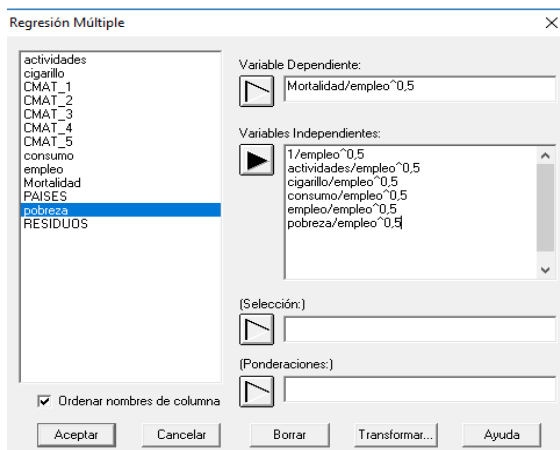 Regresión Múltiple
actividades
cigarillo
CMAT_1
CMAT_2
CMAT_3
CMAT_4
CMAT_5
consumo
empleo
Mortalidad
PAISES
pobreza
RESIDUOS
Ordenar nombres de columna
Variable Dependiente:
Mortalidad/empleo^0,5
Variables Independientes:
1/empleo^0,5
actividades/empleo^0,5
cigarillo/empleo^0,5
consumo/empleo^0,5
empleo/empleo^0,5
pobreza/empleo^0,5
(Selección:)
(Ponderaciones:)
Aceptar Cancelar Borrar Transformar... Ayuda